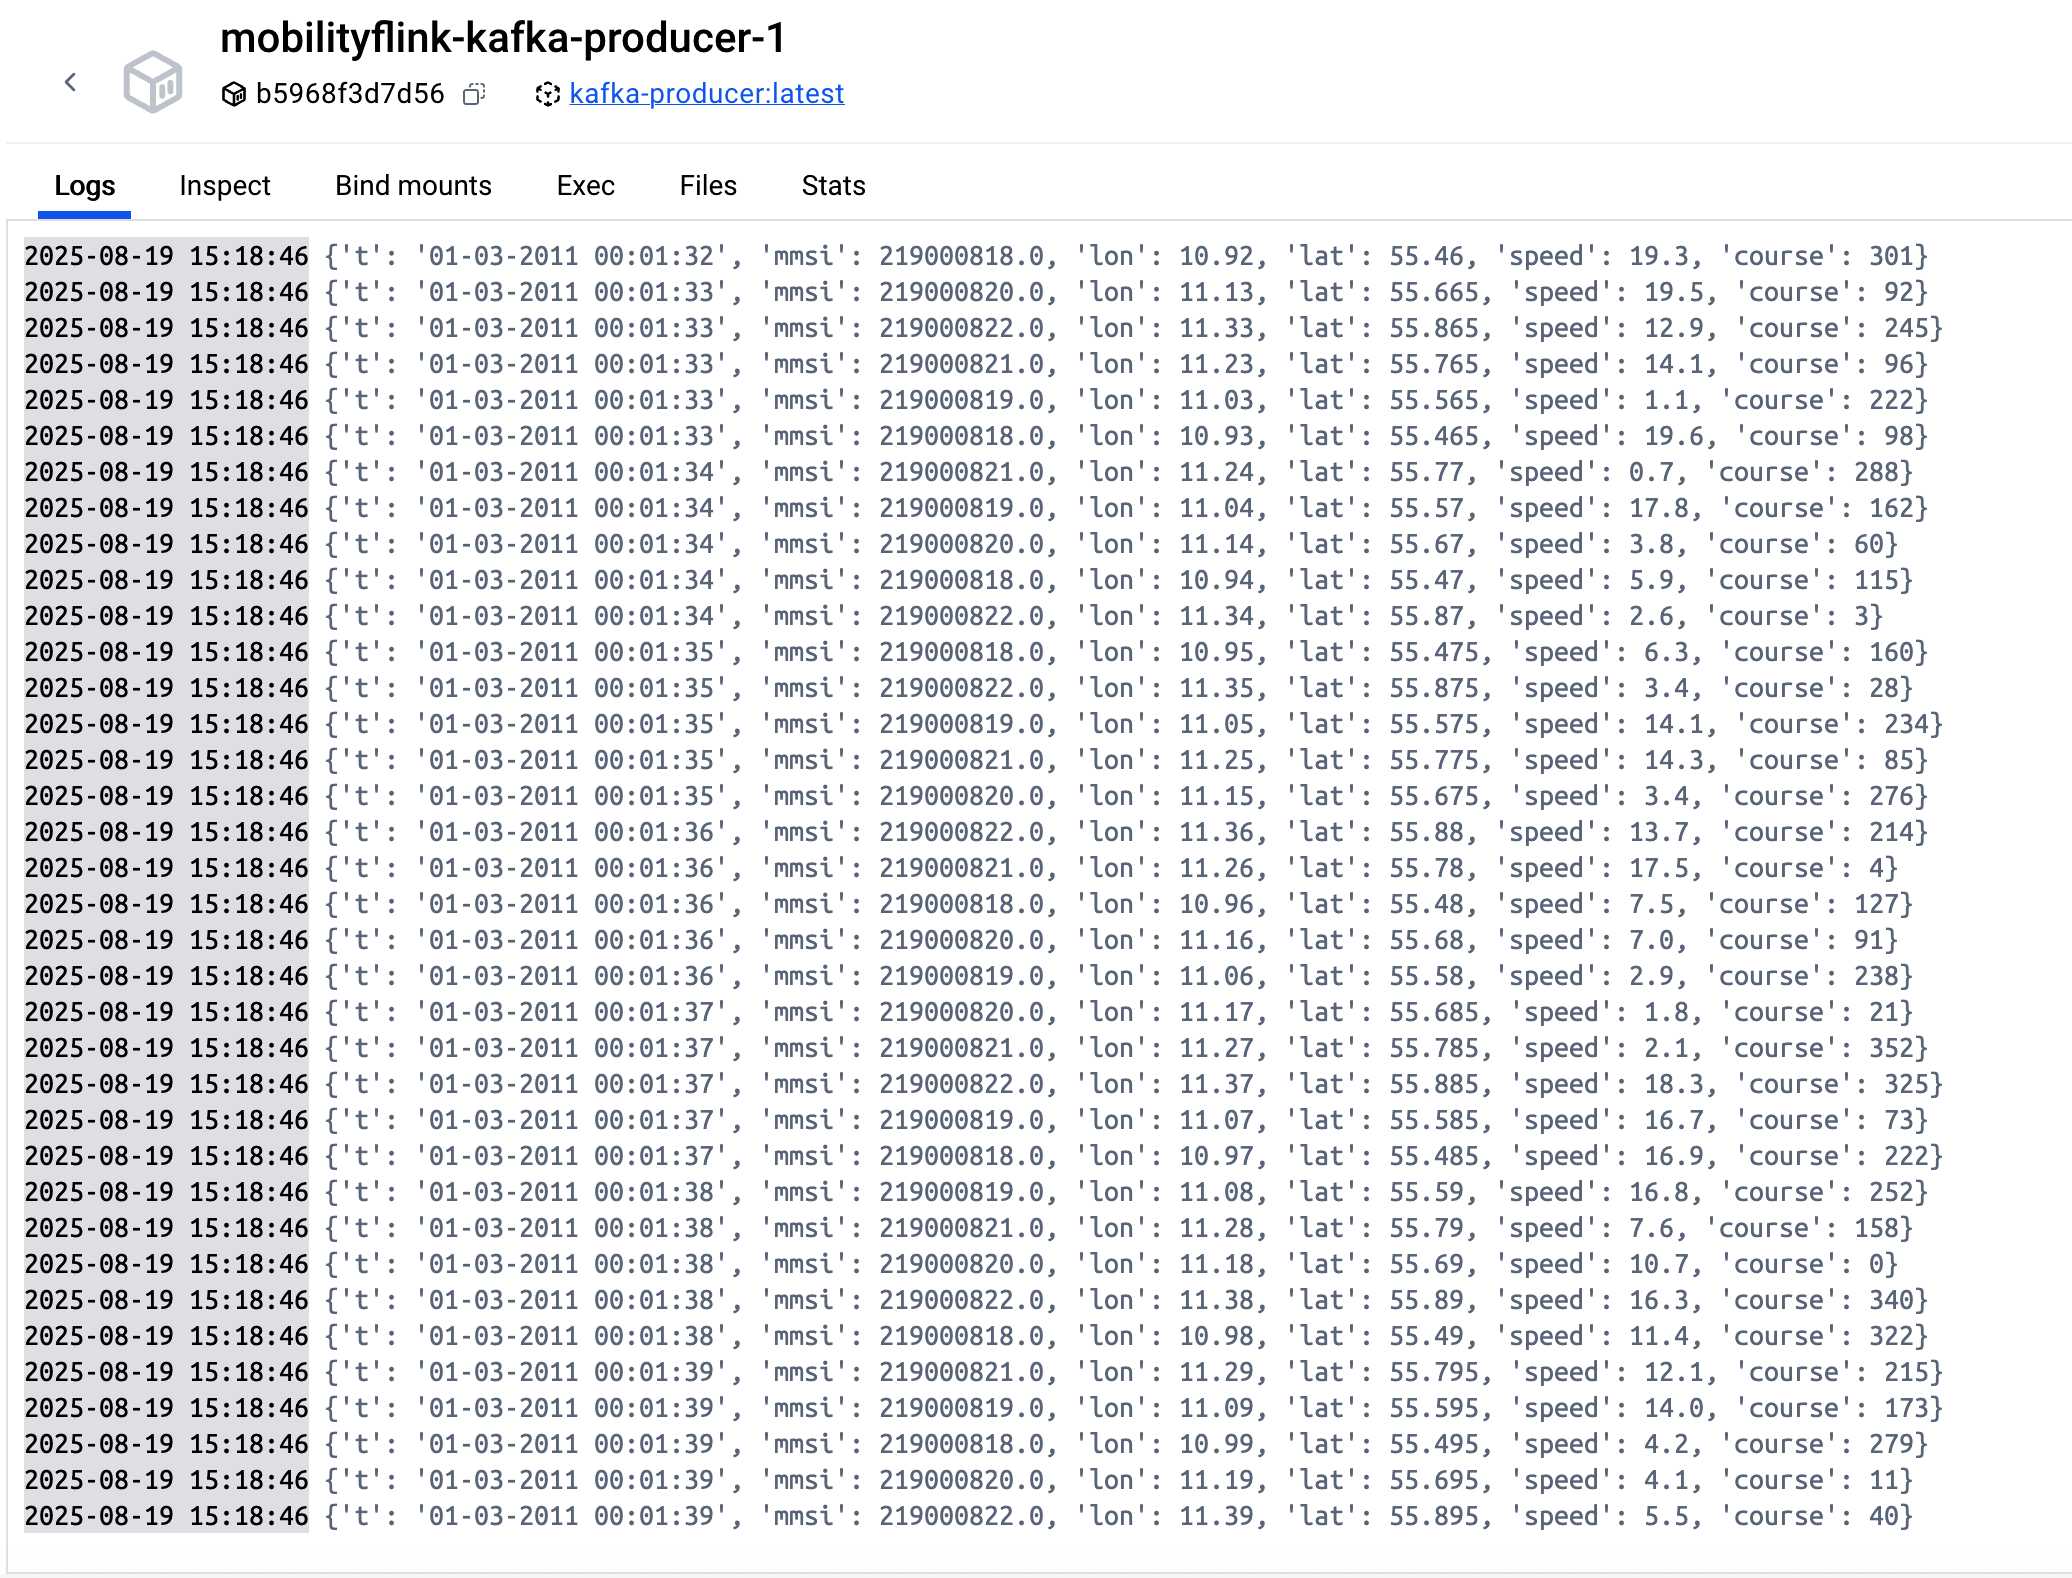 mobilityflink-kafka-producer-1
b5968f3d7d56 kafka-producer:latest
Logs Inspect Bind mounts Exec Files Stats
2025-08-19 15:18:46 {'t': '01-03-2011 00:01:32', 'mmsi': 219000818.0, 'lon': 10.92, 'lat': 55.46, 'speed': 19.3, 'course': 301}
2025-08-19 15:18:46 {'t': '01-03-2011 00:01:33', 'mmsi': 219000820.0, 'lon': 11.13, 'lat': 55.665, 'speed': 19.5, 'course': 92}
2025-08-19 15:18:46 {'t': '01-03-2011 00:01:33', 'mmsi': 219000822.0, 'lon': 11.33, 'lat': 55.865, 'speed': 12.9, 'course': 245}
2025-08-19 15:18:46 {'t': '01-03-2011 00:01:33', 'mmsi': 219000821.0, 'lon': 11.23, 'lat': 55.765, 'speed': 14.1, 'course': 96}
2025-08-19 15:18:46 {'t': '01-03-2011 00:01:33', 'mmsi': 219000819.0, 'lon': 11.03, 'lat': 55.565, 'speed': 1.1, 'course': 222}
2025-08-19 15:18:46 {'t': '01-03-2011 00:01:33', 'mmsi': 219000818.0, 'lon': 10.93, 'lat': 55.465, 'speed': 19.6, 'course': 98}
2025-08-19 15:18:46 {'t': '01-03-2011 00:01:34', 'mmsi': 219000821.0, 'lon': 11.24, 'lat': 55.77, 'speed': 0.7, 'course': 288}
2025-08-19 15:18:46 {'t': '01-03-2011 00:01:34', 'mmsi': 219000819.0, 'lon': 11.04, 'lat': 55.57, 'speed': 17.8, 'course': 162}
2025-08-19 15:18:46 {'t': '01-03-2011 00:01:34', 'mmsi': 219000820.0, 'lon': 11.14, 'lat': 55.67, 'speed': 3.8, 'course': 60}
2025-08-19 15:18:46 {'t': '01-03-2011 00:01:34', 'mmsi': 219000818.0, 'lon': 10.94, 'lat': 55.47, 'speed': 5.9, 'course': 115}
2025-08-19 15:18:46 {'t': '01-03-2011 00:01:34', 'mmsi': 219000822.0, 'lon': 11.34, 'lat': 55.87, 'speed': 2.6, 'course': 3}
2025-08-19 15:18:46 {'t': '01-03-2011 00:01:35', 'mmsi': 219000818.0, 'lon': 10.95, 'lat': 55.475, 'speed': 6.3, 'course': 160}
2025-08-19 15:18:46 {'t': '01-03-2011 00:01:35', 'mmsi': 219000822.0, 'lon': 11.35, 'lat': 55.875, 'speed': 3.4, 'course': 28}
2025-08-19 15:18:46 {'t': '01-03-2011 00:01:35', 'mmsi': 219000819.0, 'lon': 11.05, 'lat': 55.575, 'speed': 14.1, 'course': 234}
2025-08-19 15:18:46 {'t': '01-03-2011 00:01:35', 'mmsi': 219000821.0, 'lon': 11.25, 'lat': 55.775, 'speed': 14.3, 'course': 85}
2025-08-19 15:18:46 {'t': '01-03-2011 00:01:35', 'mmsi': 219000820.0, 'lon': 11.15, 'lat': 55.675, 'speed': 3.4, 'course': 276}
2025-08-19 15:18:46 {'t': '01-03-2011 00:01:36', 'mmsi': 219000822.0, 'lon': 11.36, 'lat': 55.88, 'speed': 13.7, 'course': 214}
2025-08-19 15:18:46 {'t': '01-03-2011 00:01:36', 'mmsi': 219000821.0, 'lon': 11.26, 'lat': 55.78, 'speed': 17.5, 'course': 4}
2025-08-19 15:18:46 {'t': '01-03-2011 00:01:36', 'mmsi': 219000818.0, 'lon': 10.96, 'lat': 55.48, 'speed': 7.5, 'course': 127}
2025-08-19 15:18:46 {'t': '01-03-2011 00:01:36', 'mmsi': 219000820.0, 'lon': 11.16, 'lat': 55.68, 'speed': 7.0, 'course': 91}
2025-08-19 15:18:46 {'t': '01-03-2011 00:01:36', 'mmsi': 219000819.0, 'lon': 11.06, 'lat': 55.58, 'speed': 2.9, 'course': 238}
2025-08-19 15:18:46 {'t': '01-03-2011 00:01:37', 'mmsi': 219000820.0, 'lon': 11.17, 'lat': 55.685, 'speed': 1.8, 'course': 21}
2025-08-19 15:18:46 {'t': '01-03-2011 00:01:37', 'mmsi': 219000821.0, 'lon': 11.27, 'lat': 55.785, 'speed': 2.1, 'course': 352}
2025-08-19 15:18:46 {'t': '01-03-2011 00:01:37', 'mmsi': 219000822.0, 'lon': 11.37, 'lat': 55.885, 'speed': 18.3, 'course': 325}
2025-08-19 15:18:46 {'t': '01-03-2011 00:01:37', 'mmsi': 219000819.0, 'lon': 11.07, 'lat': 55.585, 'speed': 16.7, 'course': 73}
2025-08-19 15:18:46 {'t': '01-03-2011 00:01:37', 'mmsi': 219000818.0, 'lon': 10.97, 'lat': 55.485, 'speed': 16.9, 'course': 222}
2025-08-19 15:18:46 {'t': '01-03-2011 00:01:38', 'mmsi': 219000819.0, 'lon': 11.08, 'lat': 55.59, 'speed': 16.8, 'course': 252}
2025-08-19 15:18:46 {'t': '01-03-2011 00:01:38', 'mmsi': 219000821.0, 'lon': 11.28, 'lat': 55.79, 'speed': 7.6, 'course': 158}
2025-08-19 15:18:46 {'t': '01-03-2011 00:01:38', 'mmsi': 219000820.0, 'lon': 11.18, 'lat': 55.69, 'speed': 10.7, 'course': 0}
2025-08-19 15:18:46 {'t': '01-03-2011 00:01:38', 'mmsi': 219000822.0, 'lon': 11.38, 'lat': 55.89, 'speed': 16.3, 'course': 340}
2025-08-19 15:18:46 {'t': '01-03-2011 00:01:38', 'mmsi': 219000818.0, 'lon': 10.98, 'lat': 55.49, 'speed': 11.4, 'course': 322}
2025-08-19 15:18:46 {'t': '01-03-2011 00:01:39', 'mmsi': 219000821.0, 'lon': 11.29, 'lat': 55.795, 'speed': 12.1, 'course': 215}
2025-08-19 15:18:46 {'t': '01-03-2011 00:01:39', 'mmsi': 219000819.0, 'lon': 11.09, 'lat': 55.595, 'speed': 14.0, 'course': 173}
2025-08-19 15:18:46 {'t': '01-03-2011 00:01:39', 'mmsi': 219000818.0, 'lon': 10.99, 'lat': 55.495, 'speed': 4.2, 'course': 279}
2025-08-19 15:18:46 {'t': '01-03-2011 00:01:39', 'mmsi': 219000820.0, 'lon': 11.19, 'lat': 55.695, 'speed': 4.1, 'course': 11}
2025-08-19 15:18:46 {'t': '01-03-2011 00:01:39', 'mmsi': 219000822.0, 'lon': 11.39, 'lat': 55.895, 'speed': 5.5, 'course': 40}